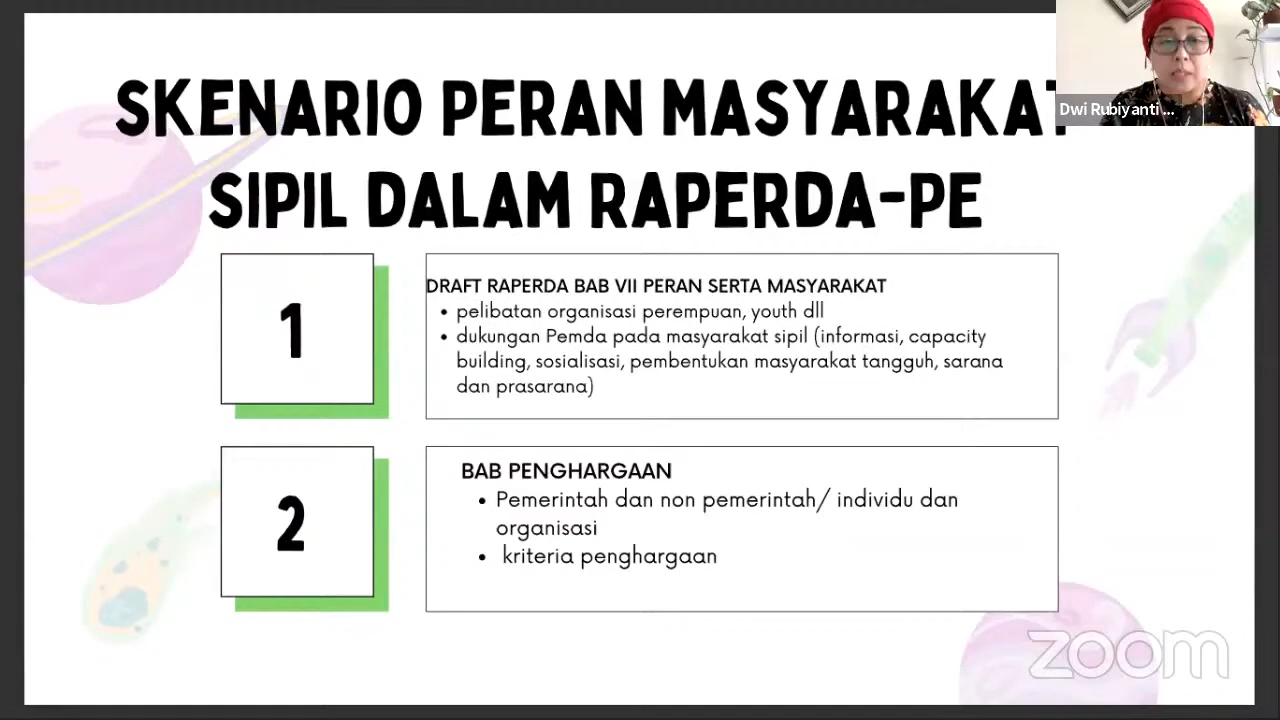 SKENARIO PERAN MASYARAKAT
SIPIL DALAM RAPERDA-PE
Dwi Rubiyanti ...
1
DRAFT RAPERDA BAB VII PERAN SERTA MASYARAKAT
• pelibatan organisasi perempuan, youth dll
• dukungan Pemda pada masyarakat sipil (informasi, capacity
building, sosialisasi, pembentukan masyarakat tangguh, sarana
dan prasarana)
2
BAB PENGHARGAAN
• Pemerintah dan non pemerintah/ individu dan
organisasi
• kriteria penghargaan
zoom